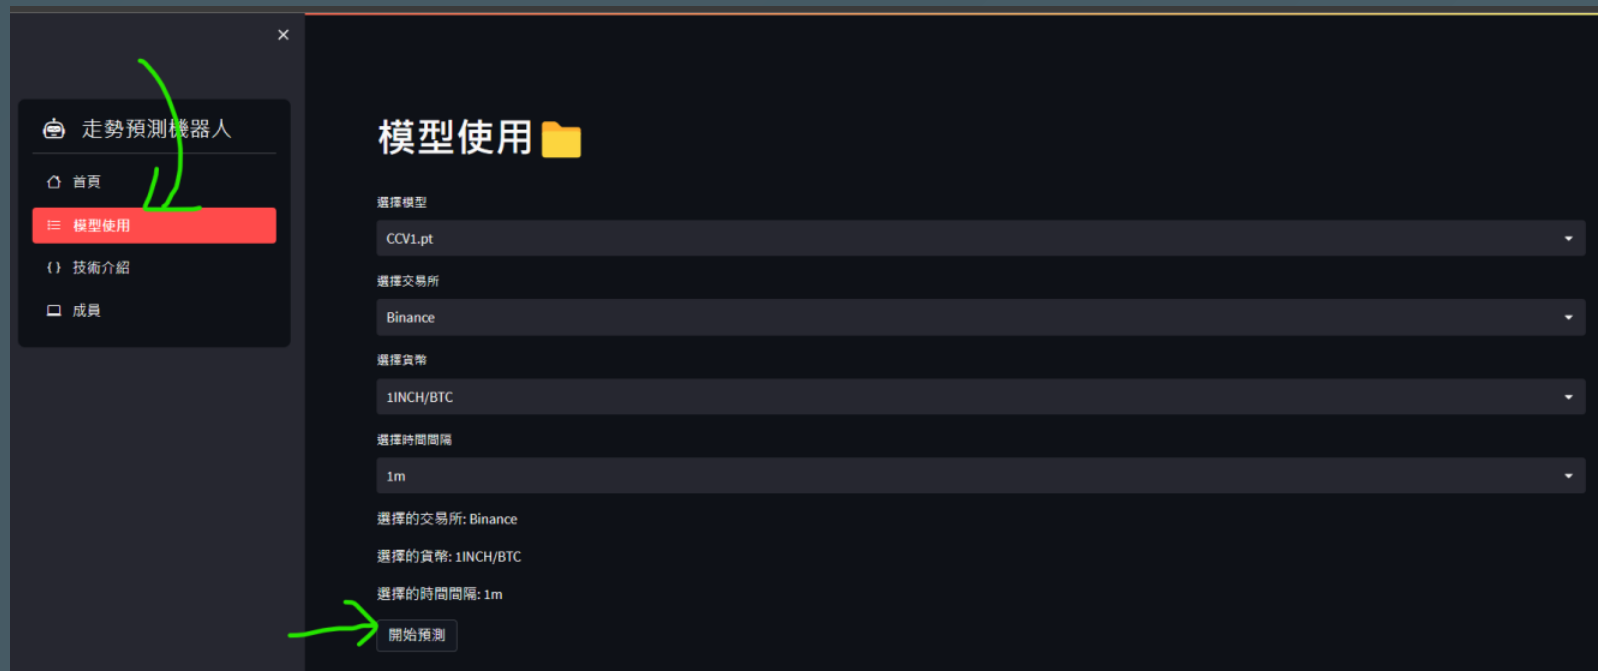 走勢預測機器人
首頁
模型使用
技術介紹
成員
模型使用
選擇模型
CCV1.pt
選擇交易所
Binance
選擇貨幣
1INCH/BTC
選擇時間間隔
1m
選擇的交易所: Binance
選擇的貨幣: 1INCH/BTC
選擇的時間間隔: 1m
開始預測